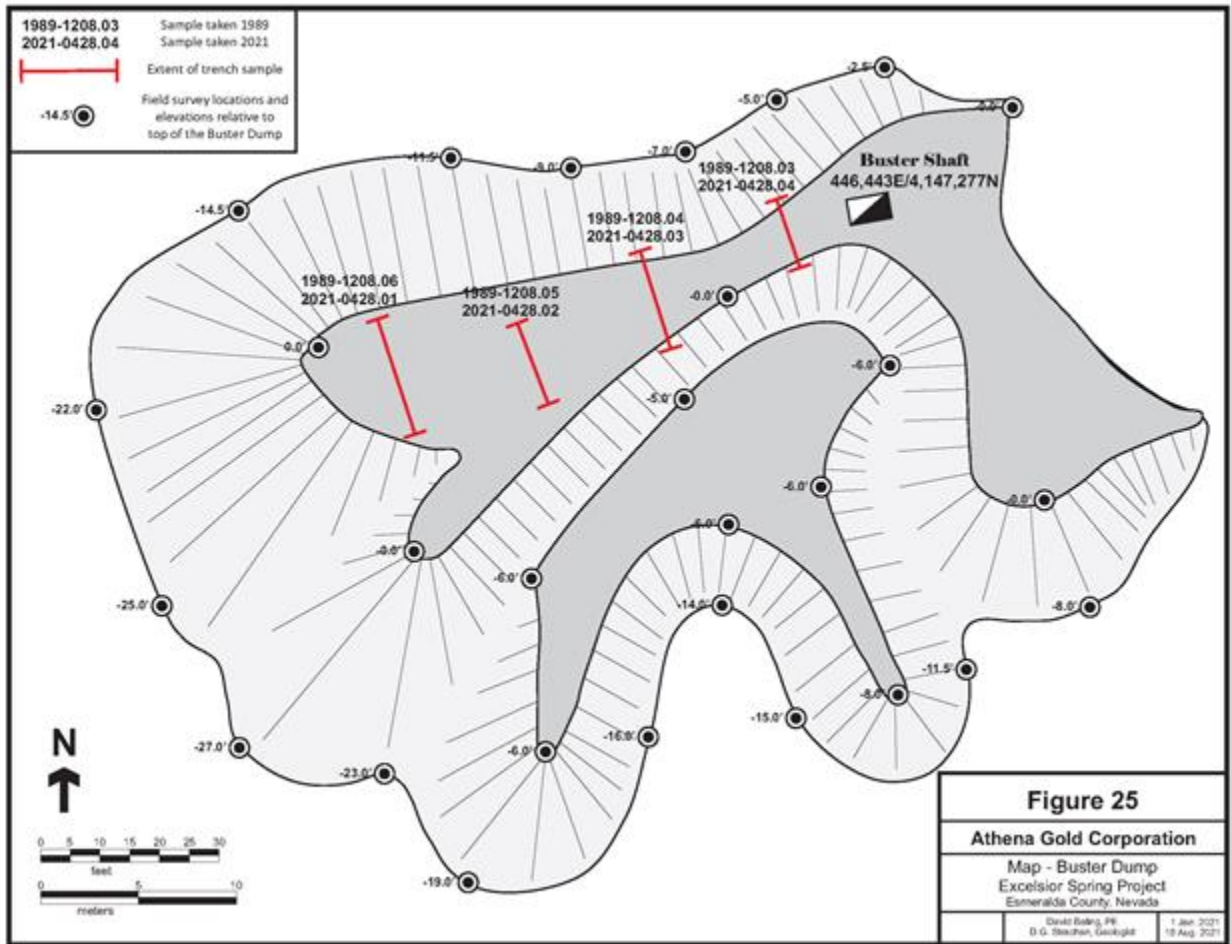 1989-1208.03 Sample taken 1989
2021-0428.04 Sample taken 2021
Extent of trench sample
-14.5' Field survey locations and
elevations relative to
top of the Buster Dump
-2.5'
-5.0'
-0.0'
-7.0'
-11.5'
-9.0'
1989-1208.03
2021-0428.04
Buster Shaft
446,443E/4,147,277N
-14.5'
1989-1208.04
2021-0428.03
1989-1208.06
2021-0428.01
1989-1208.05
2021-0428.02
-0.0'
0.0'
-6.0'
-5.0'
-22.0'
-6.0'
-0.0'
-0.0'
-6.0'
-25.0'
-14.0'
-8.0'
-11.5'
-8.0'
-15.0'
-16.0'
-6.0'
-27.0'
-23.0'
-19.0'
N
0 5 10 15 20 25 30
feet
0 5 10
meters
Figure 25
Athena Gold Corporation
Map - Buster Dump
Excelsior Spring Project
Esmeralda County, Nevada
David PE 1 Jan. 2021
D.G. Strachan, Geologist 18 Aug. 2021